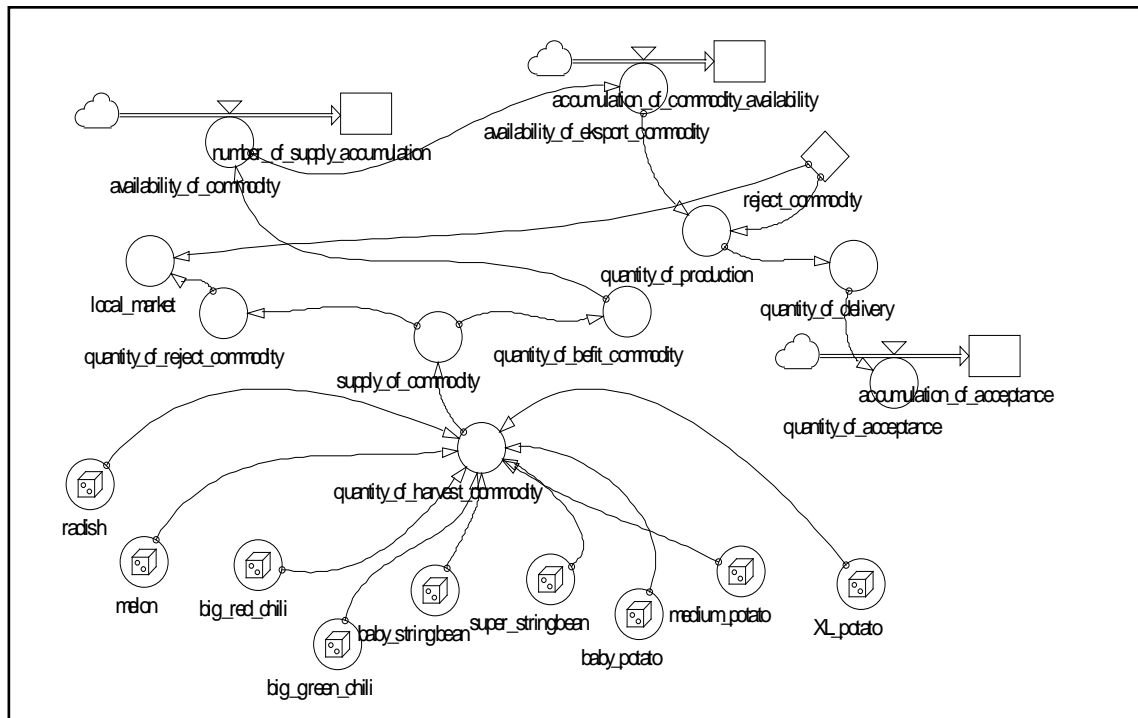 accumulation_of_commodity_availability
availability_of_eksport_commodity
number_of_supply_accumulation
availability_of_commodity
reject_commodity
quantity_of_production
local_market
quantity_of_delivery
quantity_of_reject_commodity
quantity_of_befit_commodity
supply_of_commodity
accumulation_of_acceptance
quantity_of_acceptance
quantity_of_harvest_commodity
radish
melon
big_red_chili
baby_stringbean
super_stringbean
medium_potato
XL_potato
baby_potato
big_green_chili